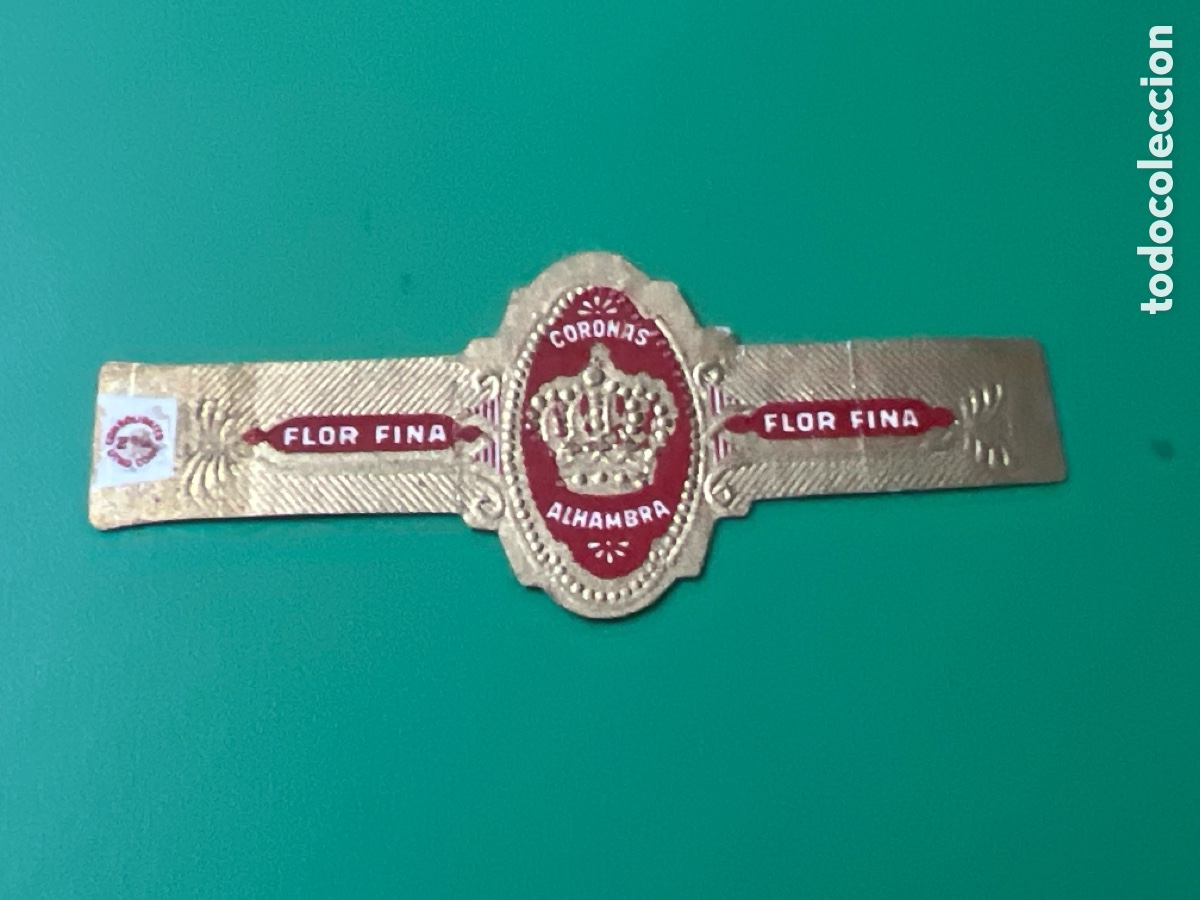 CORONAS
ALHAMBRA
FLOR FINA
FLOR FINA
todocoleccion